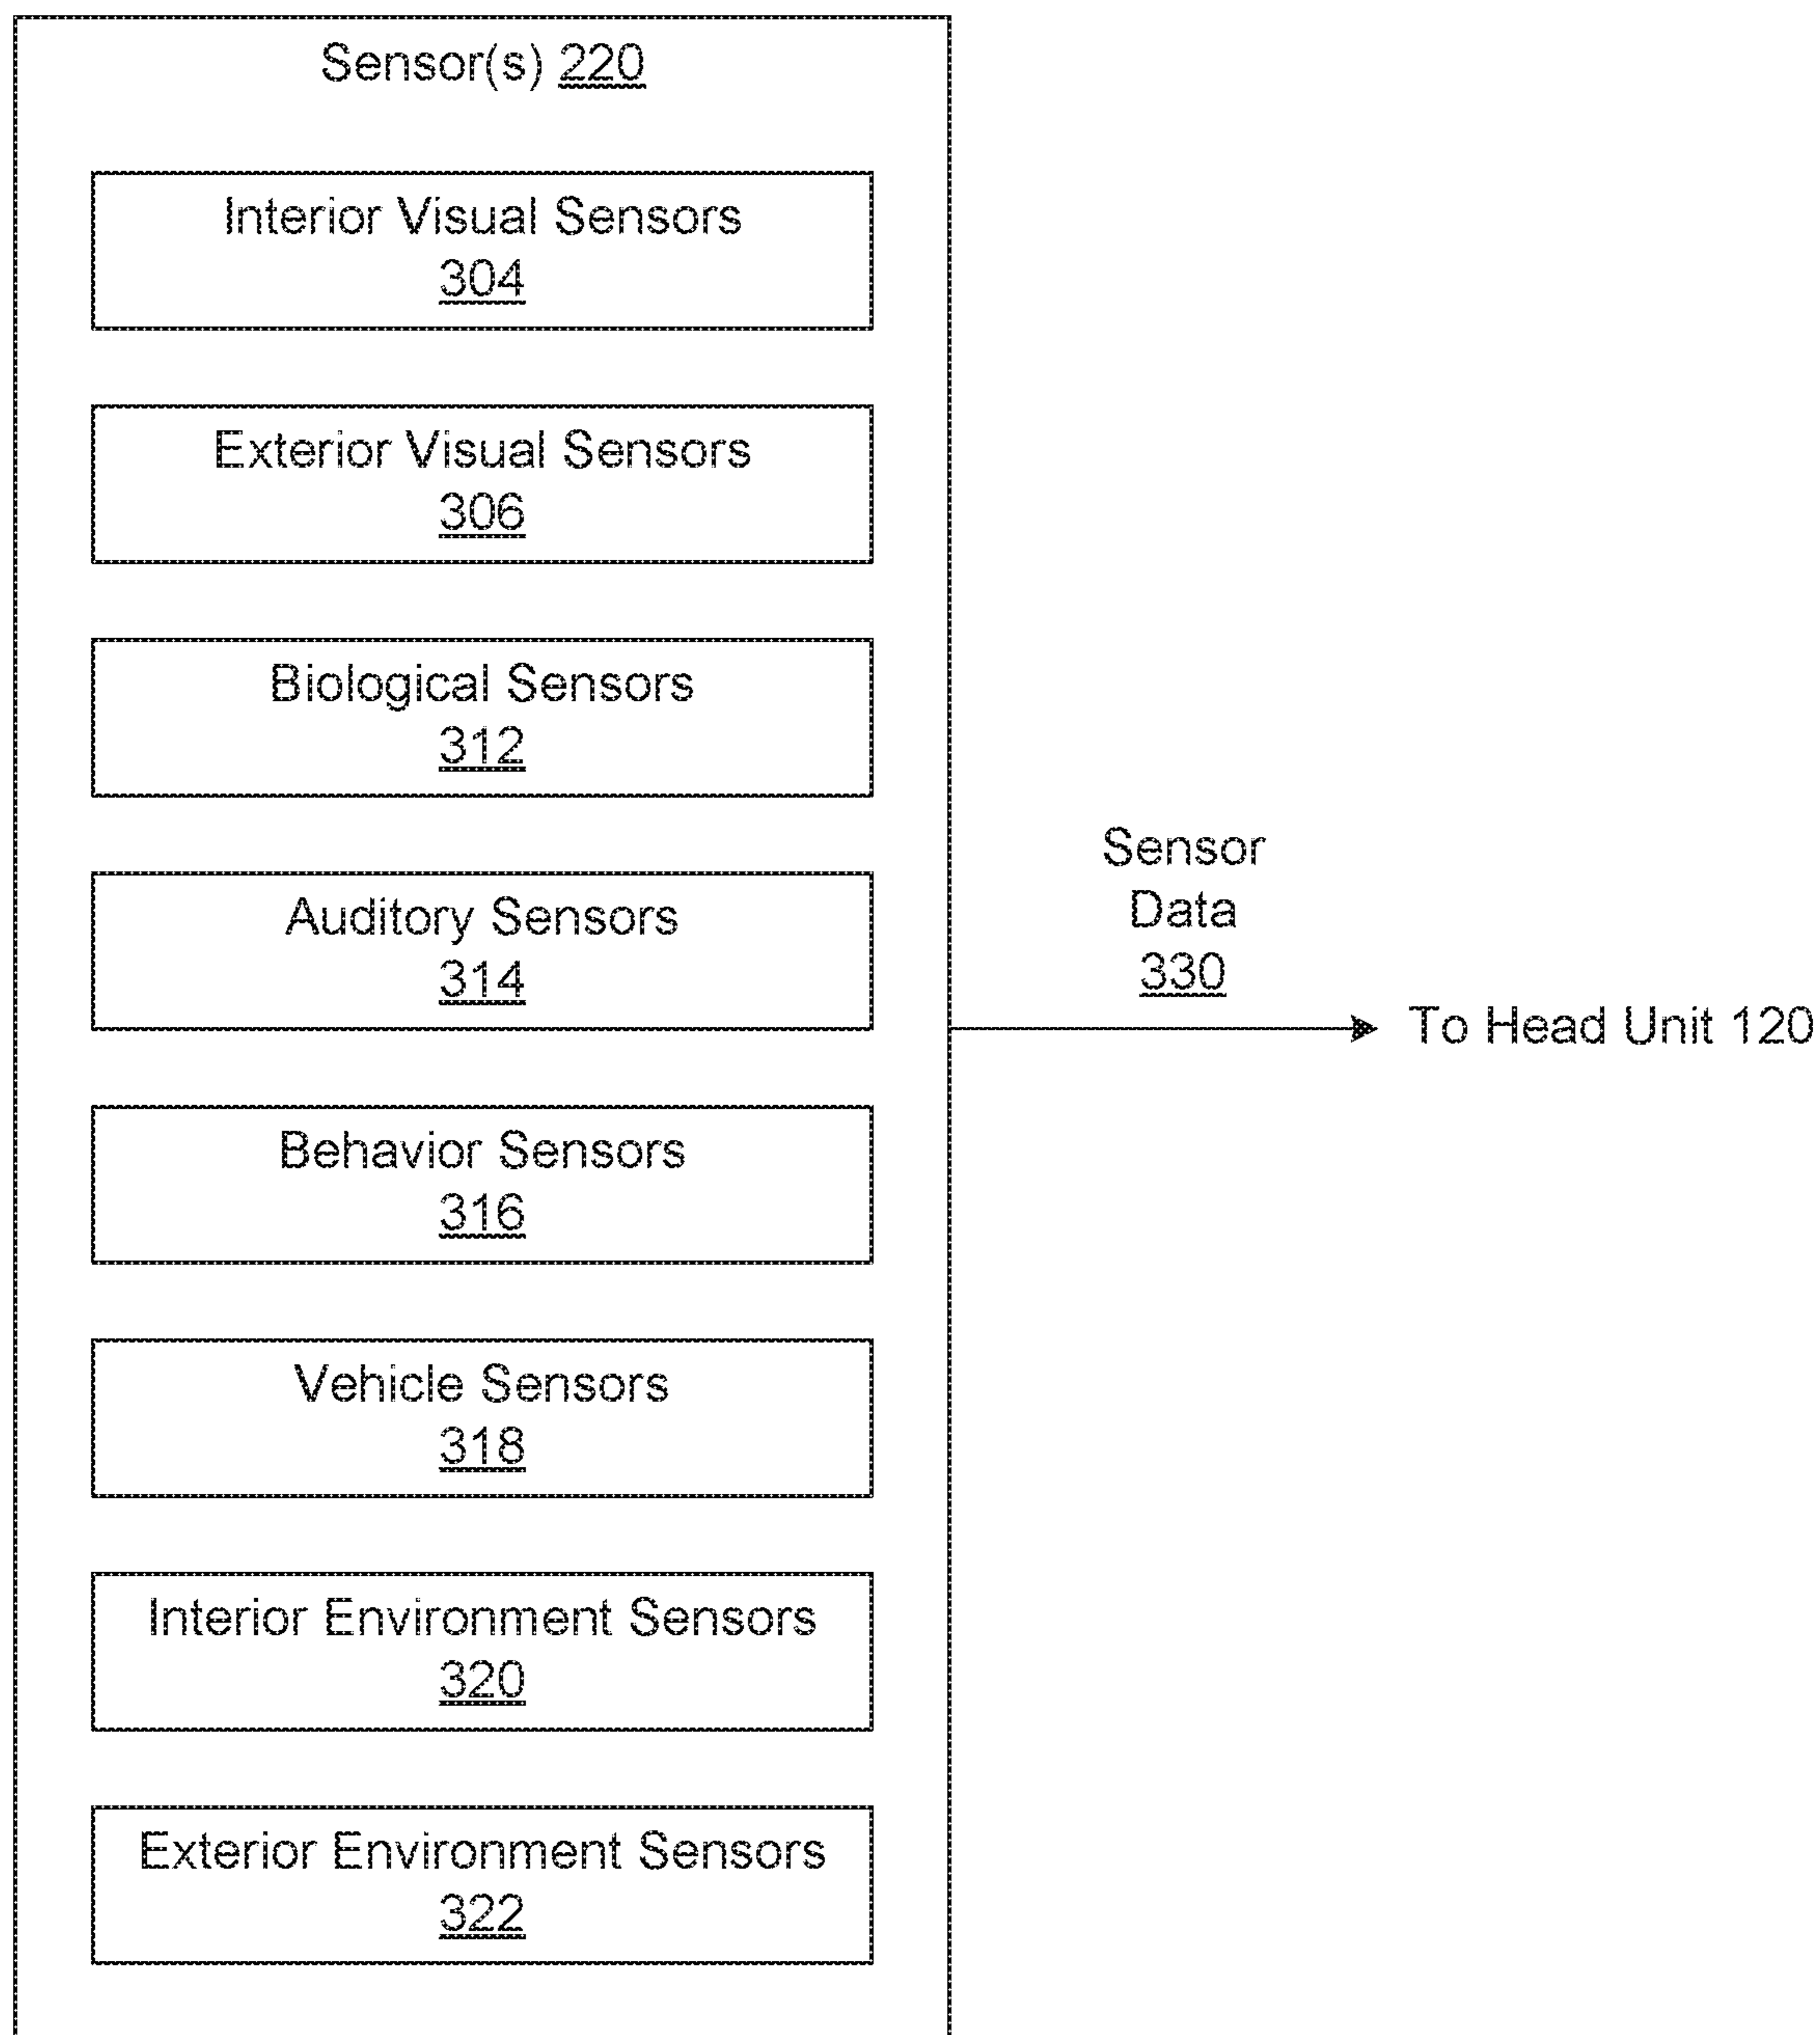 Sensor(s) 220
Interior Visual Sensors
304
Exterior Visual Sensors
306
Biological Sensors
312
Auditory Sensors
314
Behavior Sensors
316
Vehicle Sensors
318
Interior Environment Sensors
320
Exterior Environment Sensors
322
Sensor
Data
330
To Head Unit 120